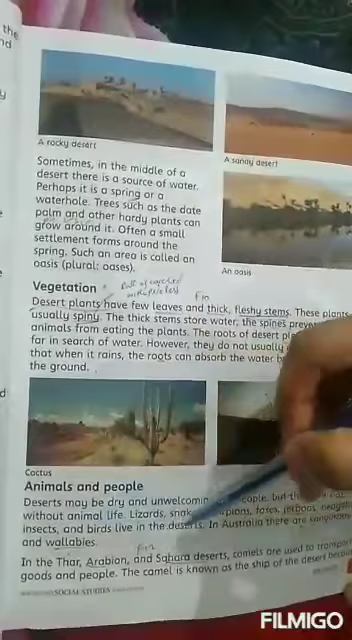 the
nd
A rocky desert
A sandy desert
Sometimes, in the middle of a
desert there is a source of water.
Perhaps it is a spring or a
waterhole. Trees such as the date
palm and other hardy plants can
grow around it. Often a small
settlement forms around the
spring. Such an area is called an
oasis (plural: oases).
An oasis
Vegetation
Desert plants have few leaves and thick, fleshy stems. These plants
usually spiny. The thick stems store water, the spines
animals from eating the plants. The roots of desert
far in search of water. However, they do not usually
that when it rains, the roots can absorb the water
the ground.
Cactus
Animals and people
Deserts may be dry and
without animal life. Lizards, foxes, jerboas,
insects, and birds live in the deserts. In Australia there are kangaroos
and wallabies.
In the Thar, Arabian, and Sahara deserts, camels are used to transport
goods and people. The camel is known as the ship of the desert because
SOCIAL STUDIES
FILMIGO